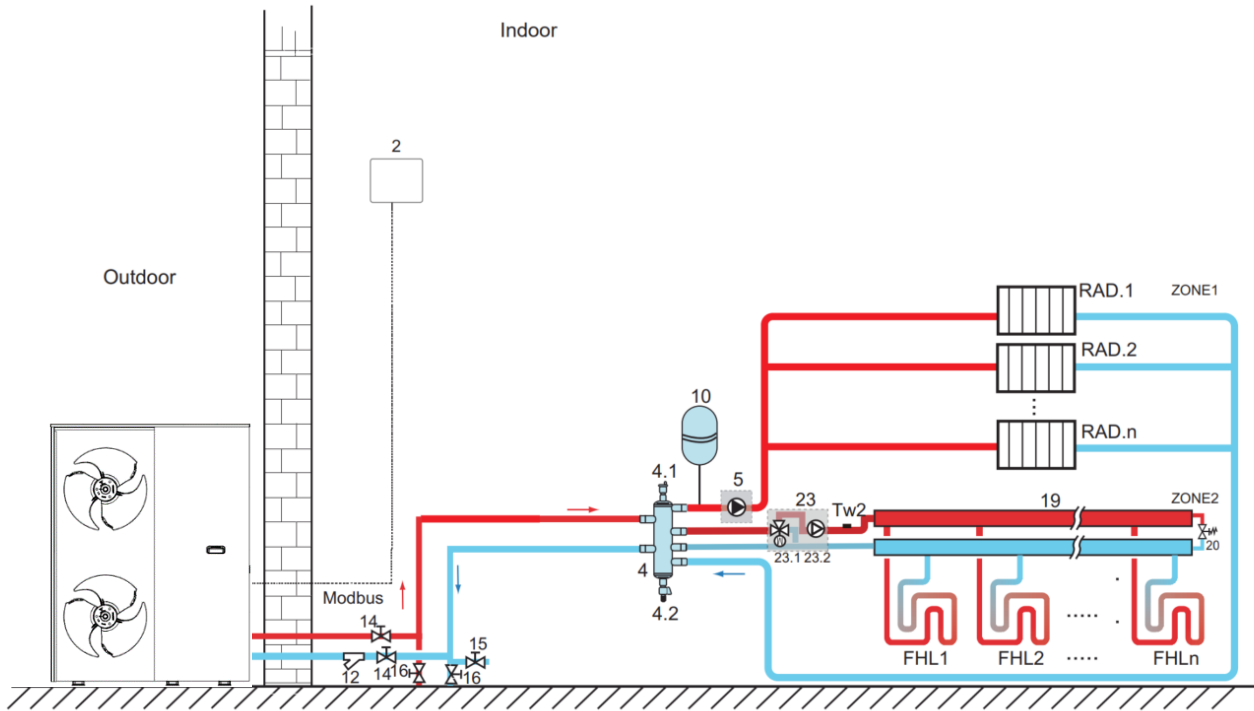 Indoor
2
Outdoor
RAD.1
ZONE1
RAD.2
10
RAD.n
4.1
5
23
Tw2
19
ZONE2
20
23.1 23.2
4
4.2
Modbus
14
15
12
14
16
16
FHL1
FHL2
.....
FHLn